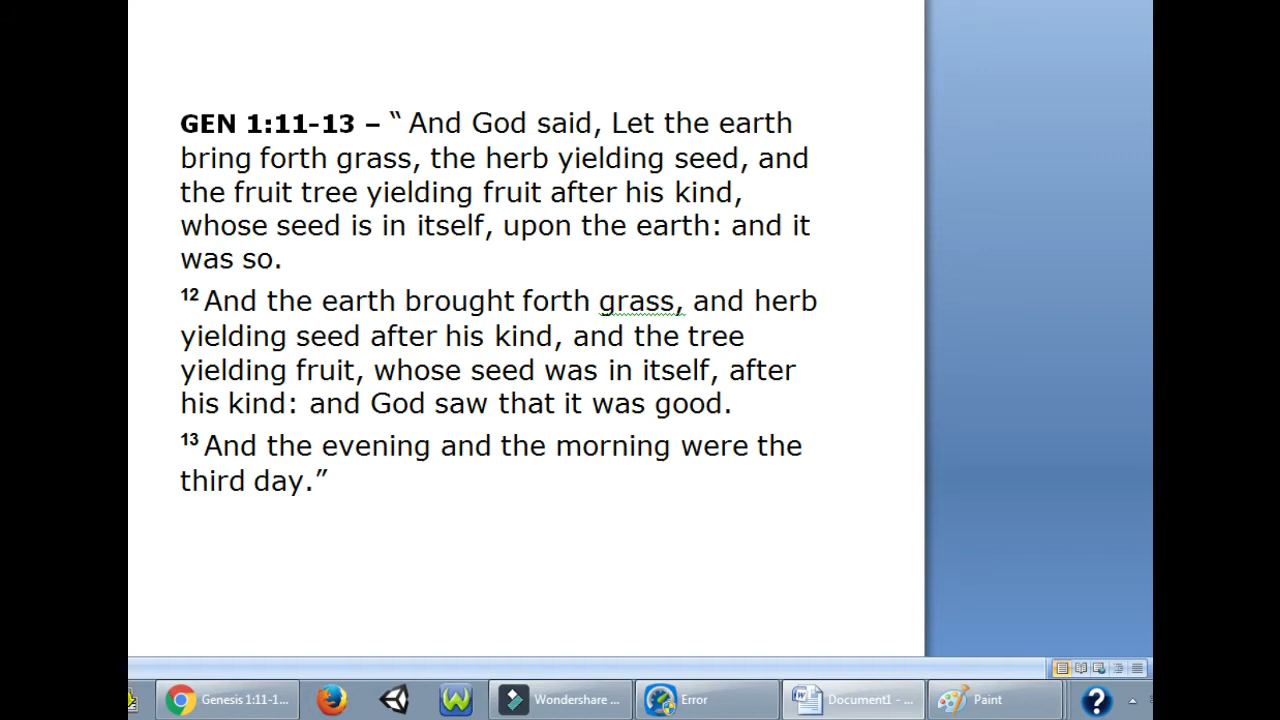 GEN 1:11-13 – “ And God said, Let the earth
bring forth grass, the herb yielding seed, and
the fruit tree yielding fruit after his kind,
whose seed is in itself, upon the earth: and it
was so.
12 And the earth brought forth grass, and herb
yielding seed after his kind, and the tree
yielding fruit, whose seed was in itself, after
his kind: and God saw that it was good.
13 And the evening and the morning were the
third day.”
Genesis 1:11-1... Wondershare ... Error Document1 - ... Paint